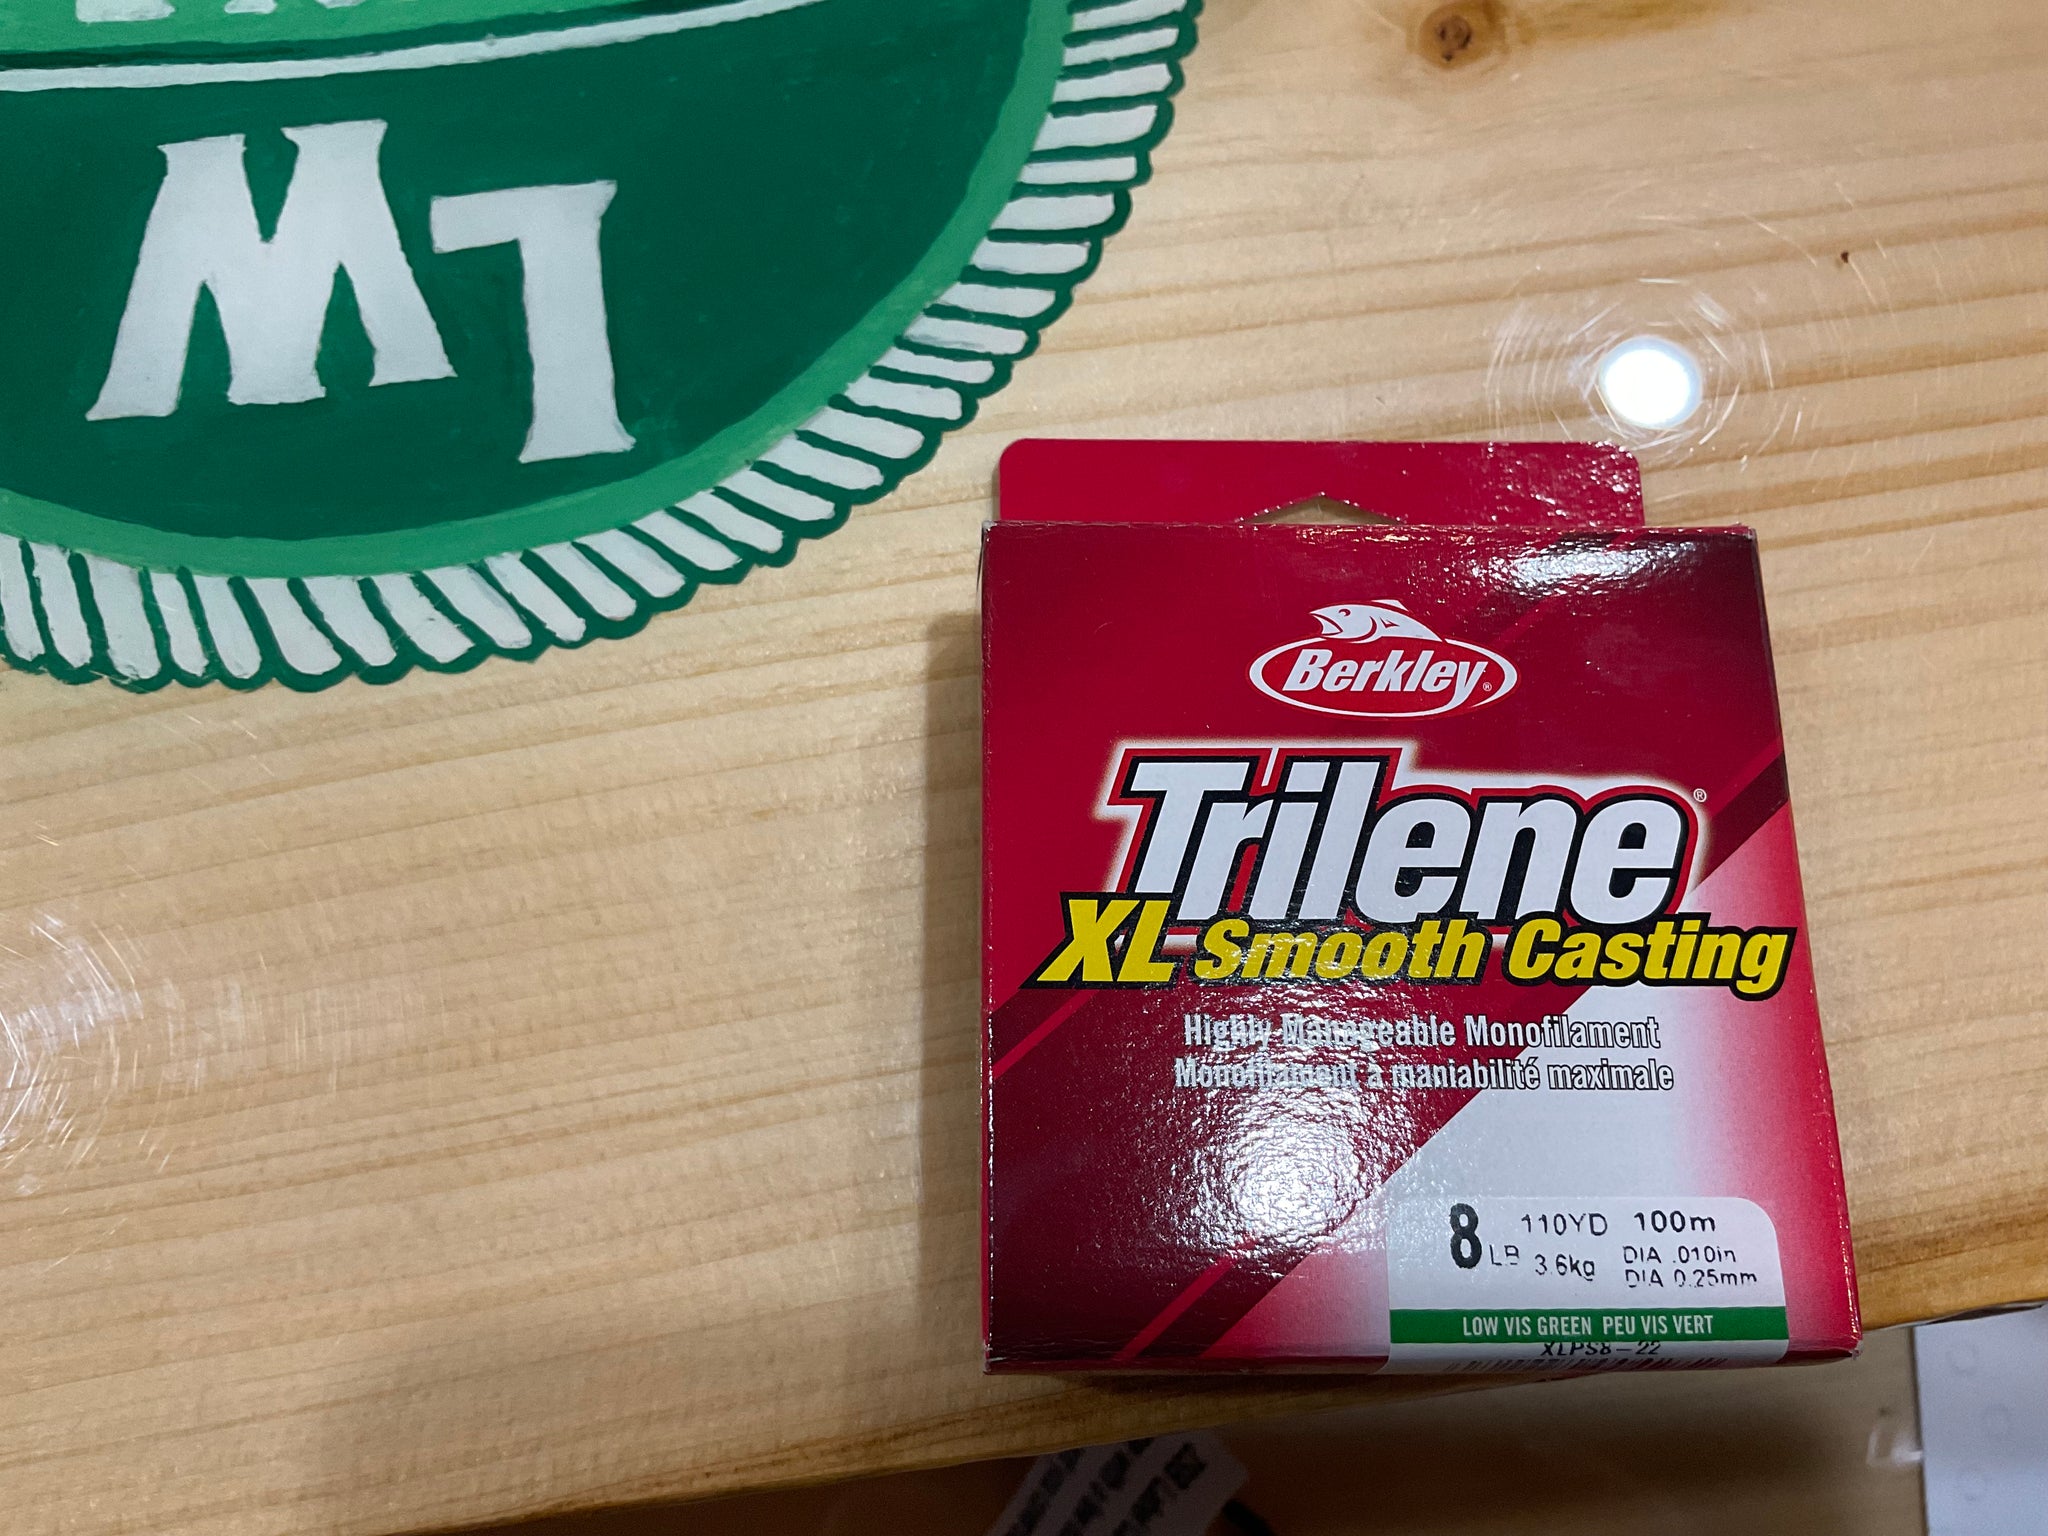 LW
Berkley®
Trilene®
XL Smooth Casting
Highly Manageable Monofilament
Monofilament à maniabilité maximale
8 LB 110YD 100m
3.6kg DIA .010in
DIA 0.25mm
LOW VIS GREEN PEU VIS VERT
XLPS8-22